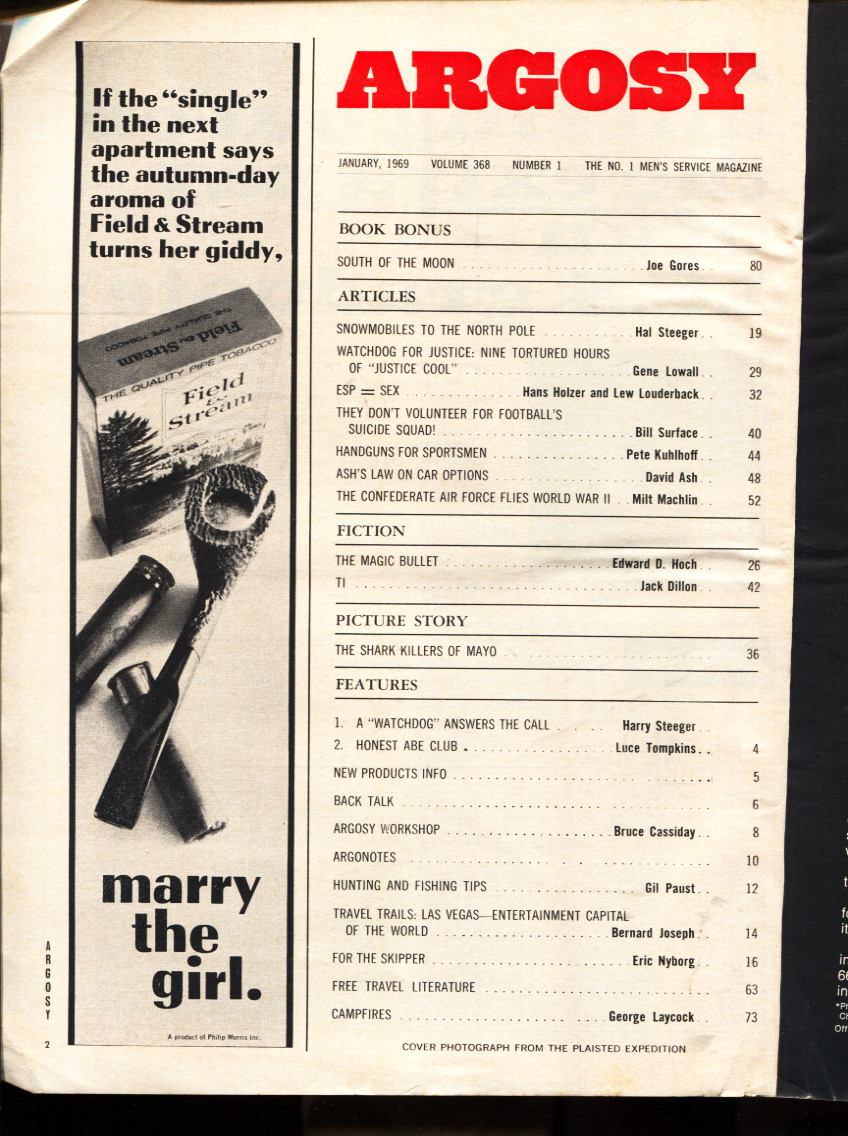 If the “single”
in the next
apartment says
the autumn-day
aroma of
Field & Stream
turns her giddy,
THE QUALITY PIPE TOBACCO
Field & Stream
THE QUALITY PIPE TOBACCO
Field
&
Stream
marry
the
girl.
A product of Philip Morris Inc.
ARGOSY
2
ARGOSY
JANUARY, 1969 VOLUME 368 NUMBER 1 THE NO. 1 MEN'S SERVICE MAGAZINE
BOOK BONUS
SOUTH OF THE MOON Joe Gores 80
ARTICLES
SNOWMOBILES TO THE NORTH POLE Hal Steeger 19
WATCHDOG FOR JUSTICE: NINE TORTURED HOURS
OF “JUSTICE COOL” Gene Lowall 29
ESP = SEX Hans Holzer and Lew Louderback 32
THEY DON'T VOLUNTEER FOR FOOTBALL'S
SUICIDE SQUAD! Bill Surface 40
HANDGUNS FOR SPORTSMEN Pete Kuhlhoff 44
ASH'S LAW ON CAR OPTIONS David Ash 48
THE CONFEDERATE AIR FORCE FLIES WORLD WAR II Milt Machlin 52
FICTION
THE MAGIC BULLET Edward D. Hoch 26
TI Jack Dillon 42
PICTURE STORY
THE SHARK KILLERS OF MAYO 36
FEATURES
1. A “WATCHDOG” ANSWERS THE CALL Harry Steeger
2. HONEST ABE CLUB Luce Tompkins 4
NEW PRODUCTS INFO 5
BACK TALK 6
ARGOSY WORKSHOP Bruce Cassiday 8
ARGONOTES 10
HUNTING AND FISHING TIPS Gil Paust 12
TRAVEL TRAILS: LAS VEGAS—ENTERTAINMENT CAPITAL
OF THE WORLD Bernard Joseph 14
FOR THE SKIPPER Eric Nyborg 16
FREE TRAVEL LITERATURE 63
CAMPFIRES George Laycock 73
COVER PHOTOGRAPH FROM THE PLAISTED EXPEDITION